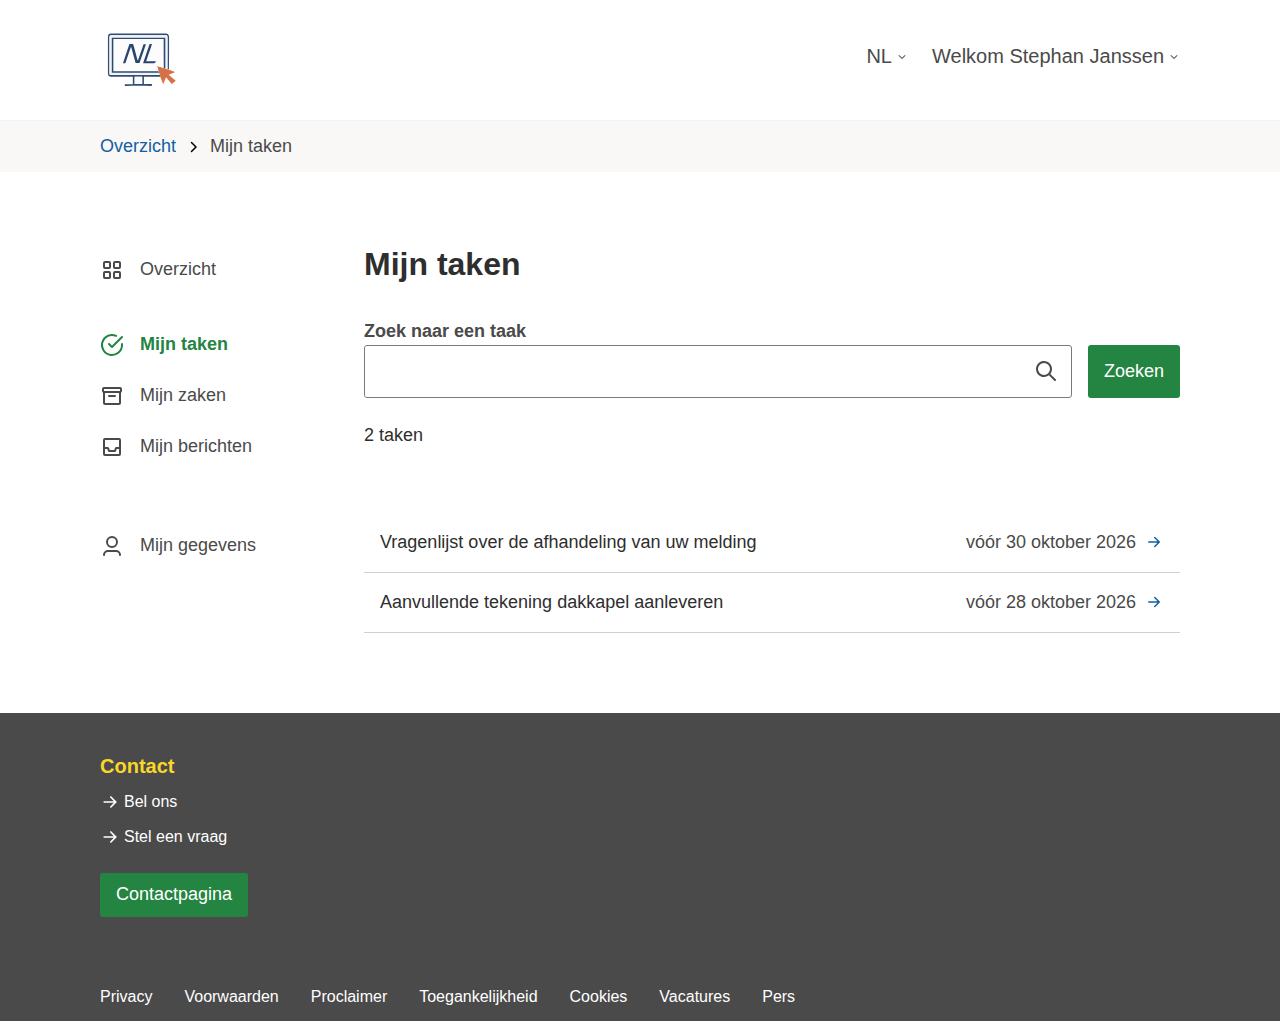 NL
NL
Welkom Stephan Janssen
Overzicht
Mijn taken
Overzicht
Mijn taken
Mijn zaken
Mijn berichten
Mijn gegevens
Mijn taken
Zoek naar een taak
Zoeken
2 taken
Vragenlijst over de afhandeling van uw melding vóór 30 oktober 2026
Aanvullende tekening dakkapel aanleveren vóór 28 oktober 2026
Contact
Bel ons
Stel een vraag
Contactpagina
Privacy Voorwaarden Proclaimer Toegankelijkheid Cookies Vacatures Pers